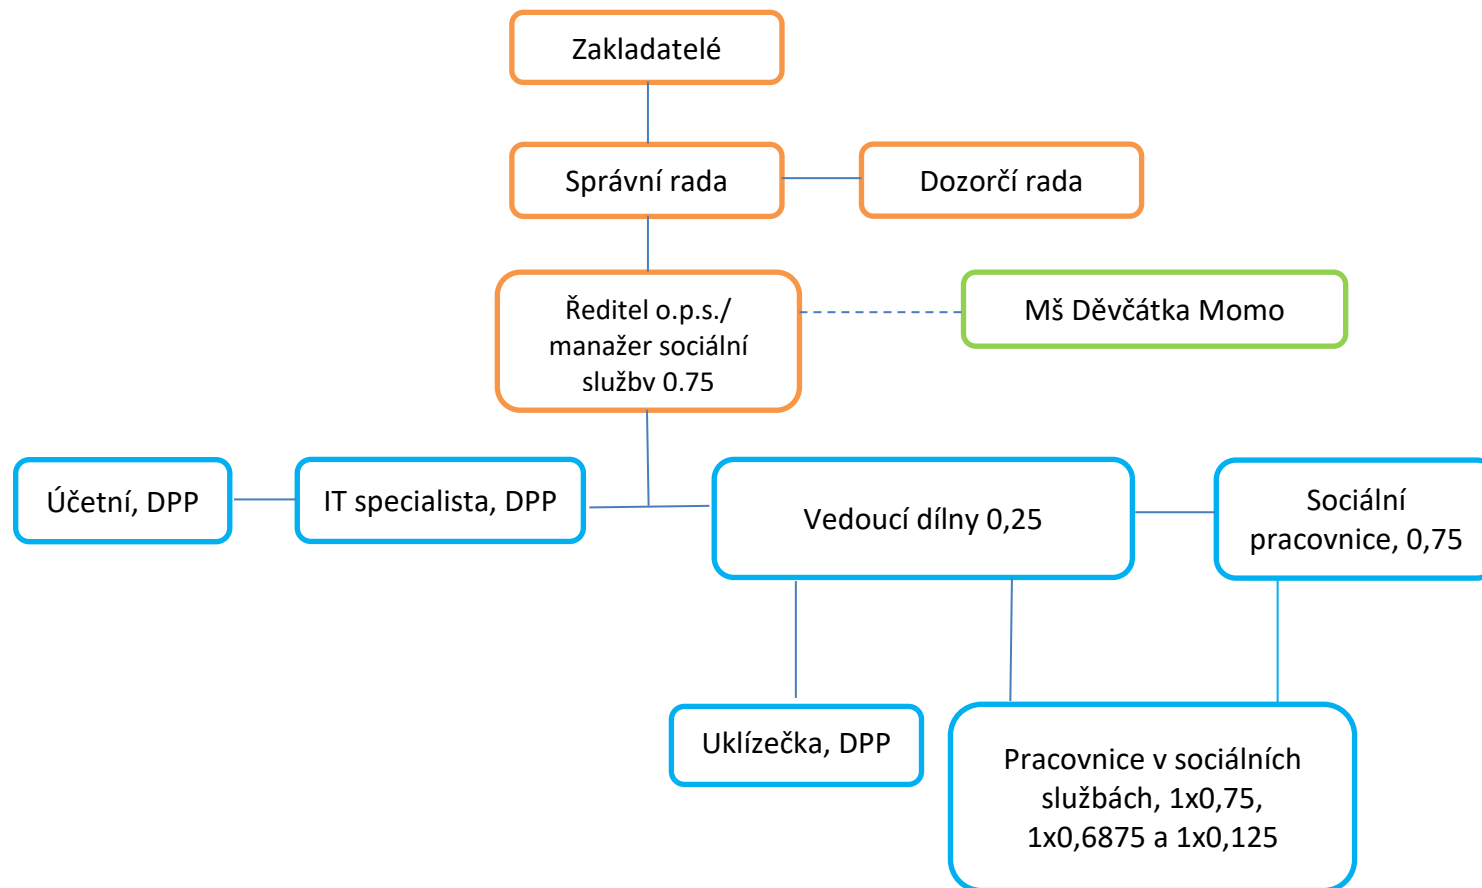 Zakladatelé
Správní rada
Dozorčí rada
Ředitel o.p.s./
manažer sociální
služby 0,75
Mš Děvčátka Momo
Účetní, DPP
IT specialista, DPP
Vedoucí dílny 0,25
Sociální
pracovnice, 0,75
Uklízečka, DPP
Pracovnice v sociálních
službách, 1x0,75,
1x0,6875 a 1x0,125